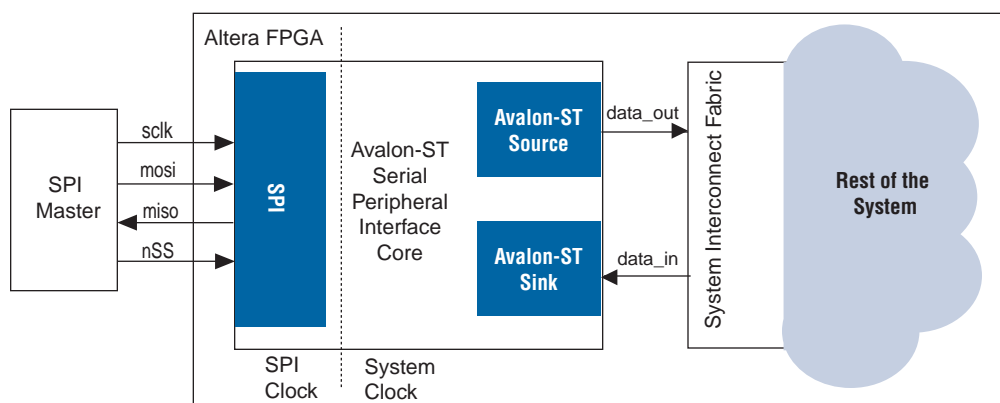 Altera FPGA
SPI
Master
sclk
mosi
miso
nSS
SPI
Avalon-ST
Serial
Peripheral
Interface
Core
Avalon-ST
Source
Avalon-ST
Sink
data_out
data_in
System Interconnect Fabric
Rest of the
System
SPI
Clock
System
Clock